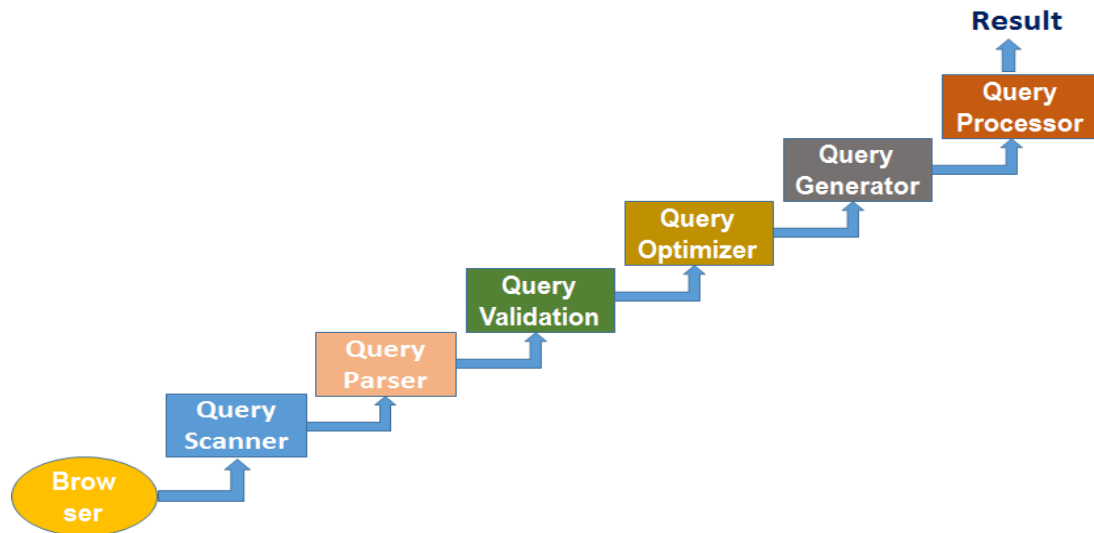 Result
Query
Processor
Query
Generator
Query
Optimizer
Query
Validation
Query
Parser
Query
Scanner
Brow
ser